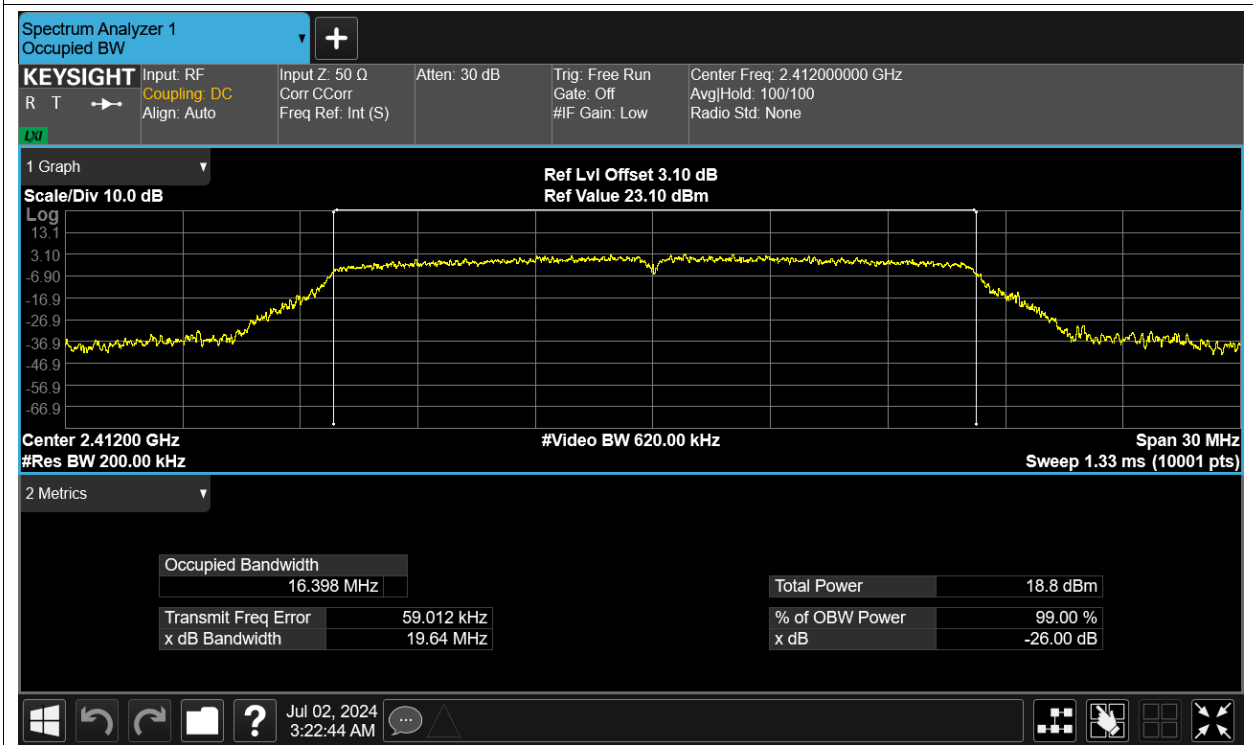 Spectrum Analyzer 1
Occupied BW
KEYSIGHT
R T
LXI
Input: RF
Coupling: DC
Align: Auto
Input Z: 50 Ω
Corr CCorr
Freq Ref: Int (S)
Atten: 30 dB
Trig: Free Run
Gate: Off
#IF Gain: Low
Center Freq: 2.412000000 GHz
Avg|Hold: 100/100
Radio Std: None
1 Graph
Scale/Div 10.0 dB
Ref Lvl Offset 3.10 dB
Ref Value 23.10 dBm
Log
13.1
3.10
-6.90
-16.9
-26.9
-36.9
-46.9
-56.9
-66.9
Center 2.41200 GHz
#Res BW 200.00 kHz
#Video BW 620.00 kHz
Span 30 MHz
Sweep 1.33 ms (10001 pts)
2 Metrics
Occupied Bandwidth
16.398 MHz
Transmit Freq Error 59.012 kHz
x dB Bandwidth 19.64 MHz
Total Power 18.8 dBm
% of OBW Power 99.00 %
x dB -26.00 dB
?
Jul 02, 2024
3:22:44 AM